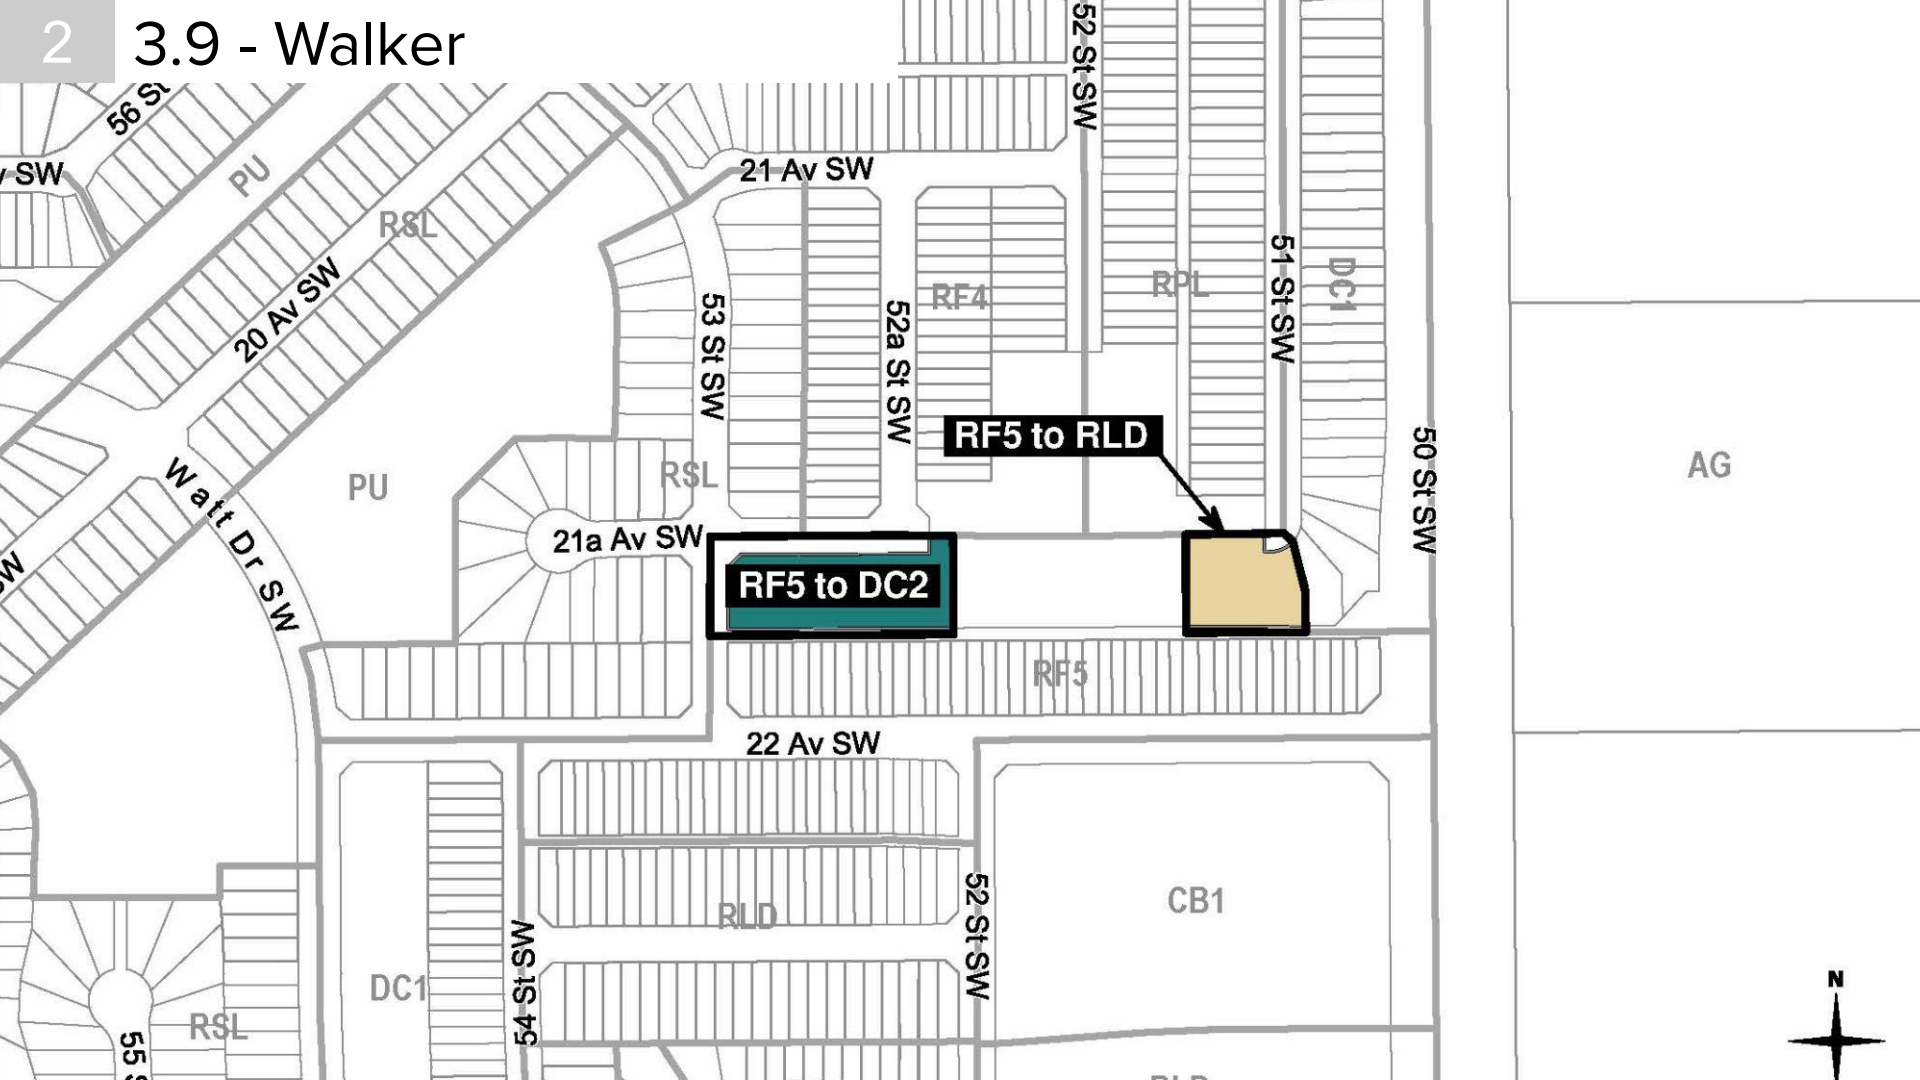 2 3.9 - Walker
52 St SW
56 St
PU
SW
21 Av SW
RSL
20 Av SW
53 St SW
52a St SW
RF4
RPL
51 St SW
DC1
RF5 to RLD
50 St SW
AG
Watt Dr SW
PU
RSL
21a Av SW
RF5 to DC2
SW
RF5
22 Av SW
52 St SW
CB1
RLD
54 St SW
DC1
RSL
55
N